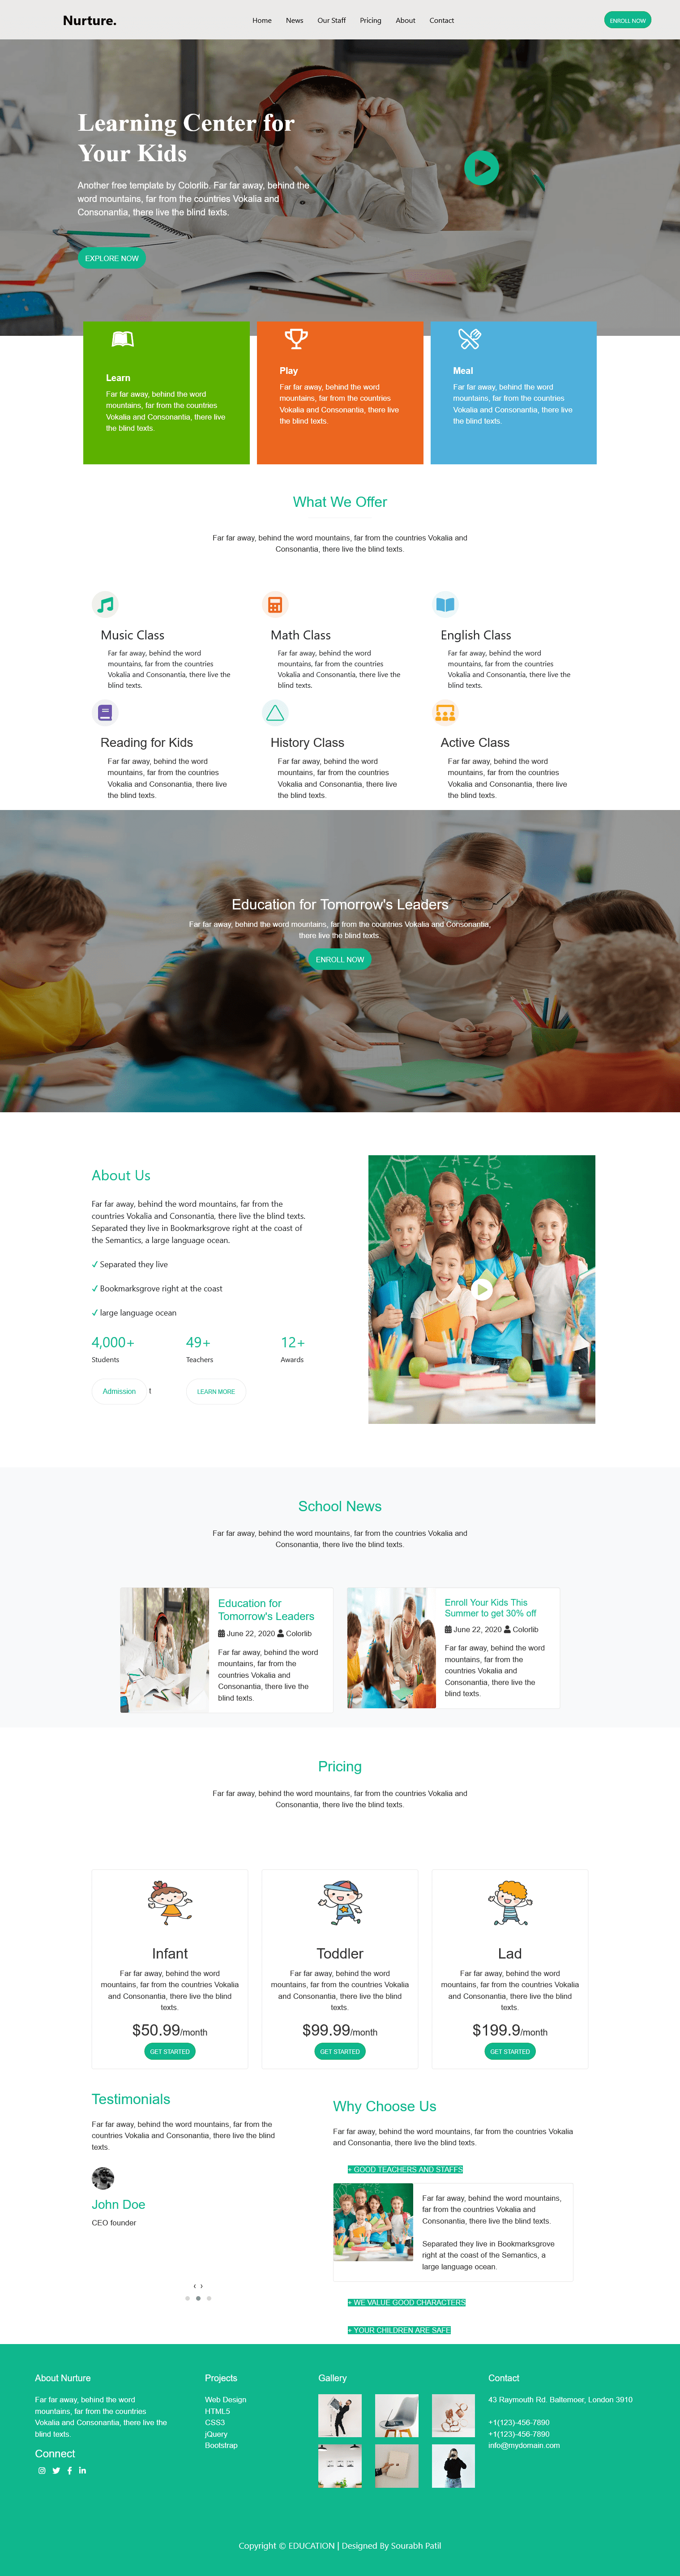 Nurture.
Home News Our Staff Pricing About Contact
ENROLL NOW
Learning Center for
Your Kids
Another free template by Colorlib. Far far away, behind the
word mountains, far from the countries Vokalia and
Consonantia, there live the blind texts.
EXPLORE NOW
Learn
Far far away, behind the word
mountains, far from the countries
Vokalia and Consonantia, there live
the blind texts.
Play
Far far away, behind the word
mountains, far from the countries
Vokalia and Consonantia, there live
the blind texts.
Meal
Far far away, behind the word
mountains, far from the countries
Vokalia and Consonantia, there live
the blind texts.
What We Offer
Far far away, behind the word mountains, far from the countries Vokalia and
Consonantia, there live the blind texts.
Music Class
Far far away, behind the word
mountains, far from the countries
Vokalia and Consonantia, there live the
blind texts.
Math Class
Far far away, behind the word
mountains, far from the countries
Vokalia and Consonantia, there live the
blind texts.
English Class
Far far away, behind the word
mountains, far from the countries
Vokalia and Consonantia, there live the
blind texts.
Reading for Kids
Far far away, behind the word
mountains, far from the countries
Vokalia and Consonantia, there live
the blind texts.
History Class
Far far away, behind the word
mountains, far from the countries
Vokalia and Consonantia, there live
the blind texts.
Active Class
Far far away, behind the word
mountains, far from the countries
Vokalia and Consonantia, there live
the blind texts.
Education for Tomorrow's Leaders
Far far away, behind the word mountains, far from the countries Vokalia and Consonantia,
there live the blind texts.
ENROLL NOW
About Us
Far far away, behind the word mountains, far from the
countries Vokalia and Consonantia, there live the blind texts.
Separated they live in Bookmarksgrove right at the coast of
the Semantics, a large language ocean.
✓ Separated they live
✓ Bookmarksgrove right at the coast
✓ large language ocean
4,000+
Students
49+
Teachers
12+
Awards
Admission t
LEARN MORE
School News
Far far away, behind the word mountains, far from the countries Vokalia and
Consonantia, there live the blind texts.
Education for
Tomorrow's Leaders
June 22, 2020 Colorlib
Far far away, behind the word
mountains, far from the
countries Vokalia and
Consonantia, there live the
blind texts.
Enroll Your Kids This
Summer to get 30% off
June 22, 2020 Colorlib
Far far away, behind the word
mountains, far from the
countries Vokalia and
Consonantia, there live the
blind texts.
Pricing
Far far away, behind the word mountains, far from the countries Vokalia and
Consonantia, there live the blind texts.
Infant
Far far away, behind the word
mountains, far from the countries Vokalia
and Consonantia, there live the blind
texts.
$50.99/month
GET STARTED
Toddler
Far far away, behind the word
mountains, far from the countries Vokalia
and Consonantia, there live the blind
texts.
$99.99/month
GET STARTED
Lad
Far far away, behind the word
mountains, far from the countries Vokalia
and Consonantia, there live the blind
texts.
$199.9/month
GET STARTED
Testimonials
Far far away, behind the word mountains, far from the
countries Vokalia and Consonantia, there live the blind
texts.
John Doe
CEO founder
‹ ›
Why Choose Us
Far far away, behind the word mountains, far from the countries Vokalia
and Consonantia, there live the blind texts.
+ GOOD TEACHERS AND STAFFS
Far far away, behind the word mountains,
far from the countries Vokalia and
Consonantia, there live the blind texts.
Separated they live in Bookmarksgrove
right at the coast of the Semantics, a
large language ocean.
+ WE VALUE GOOD CHARACTERS
+ YOUR CHILDREN ARE SAFE
About Nurture
Far far away, behind the word
mountains, far from the countries
Vokalia and Consonantia, there live the
blind texts.
Connect
Projects
Web Design
HTML5
CSS3
jQuery
Bootstrap
Gallery
Contact
43 Raymouth Rd. Baltemoer, London 3910
+1(123)-456-7890
+1(123)-456-7890
info@mydomain.com
Copyright © EDUCATION | Designed By Sourabh Patil